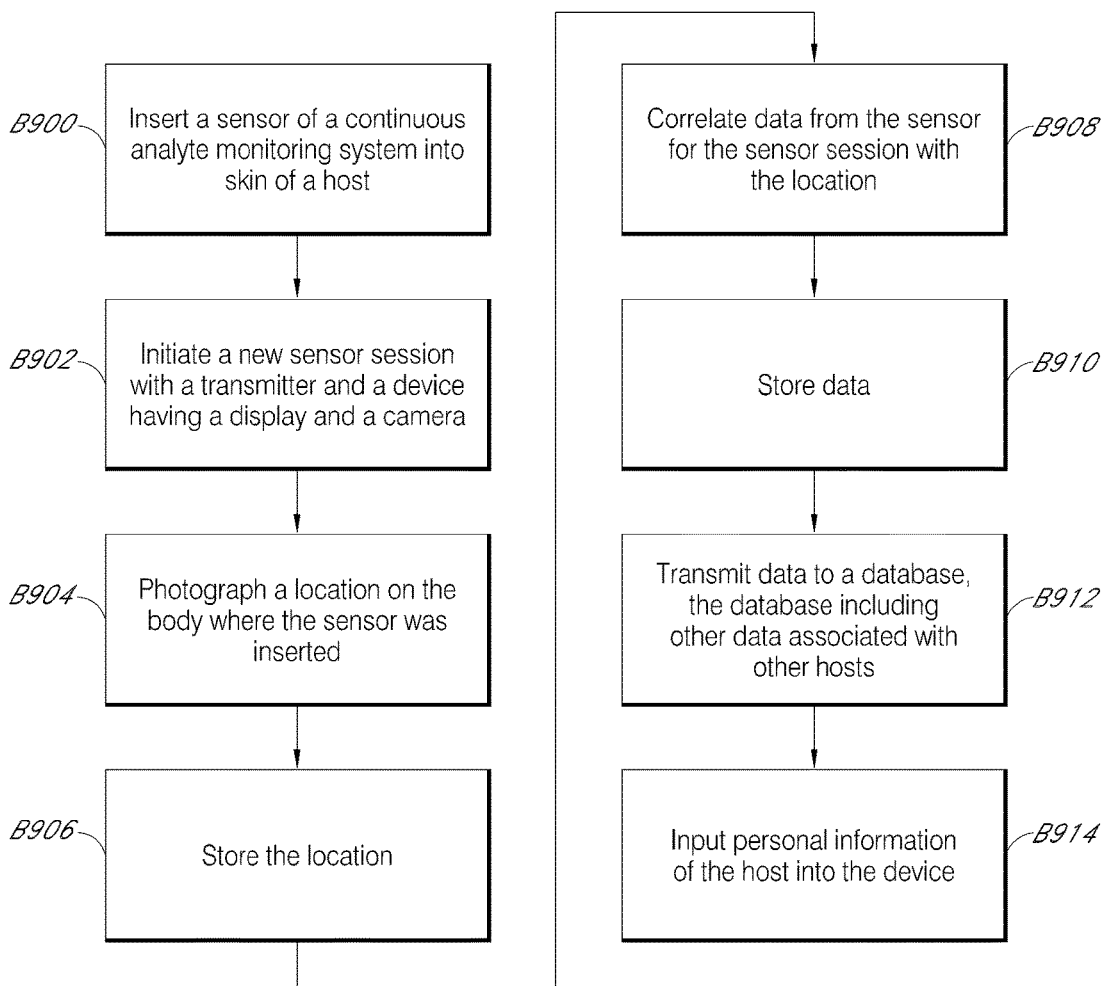 B900
Insert a sensor of a continuous
analyte monitoring system into
skin of a host
B902
Initiate a new sensor session
with a transmitter and a device
having a display and a camera
B904
Photograph a location on the
body where the sensor was
inserted
B906
Store the location
Correlate data from the sensor
for the sensor session with
the location
B908
Store data
B910
Transmit data to a database,
the database including
other data associated with
other hosts
B912
Input personal information
of the host into the device
B914